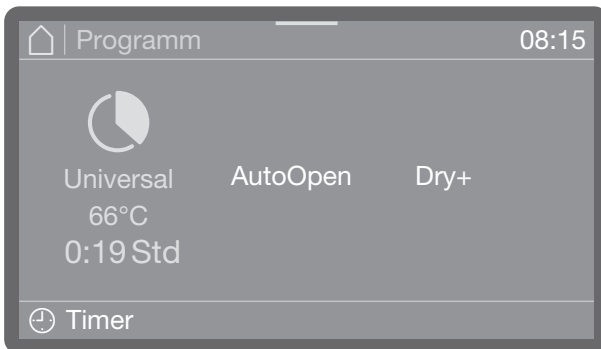 Programm 08:15
Universal AutoOpen Dry+
66°C
0:19 Std
Timer